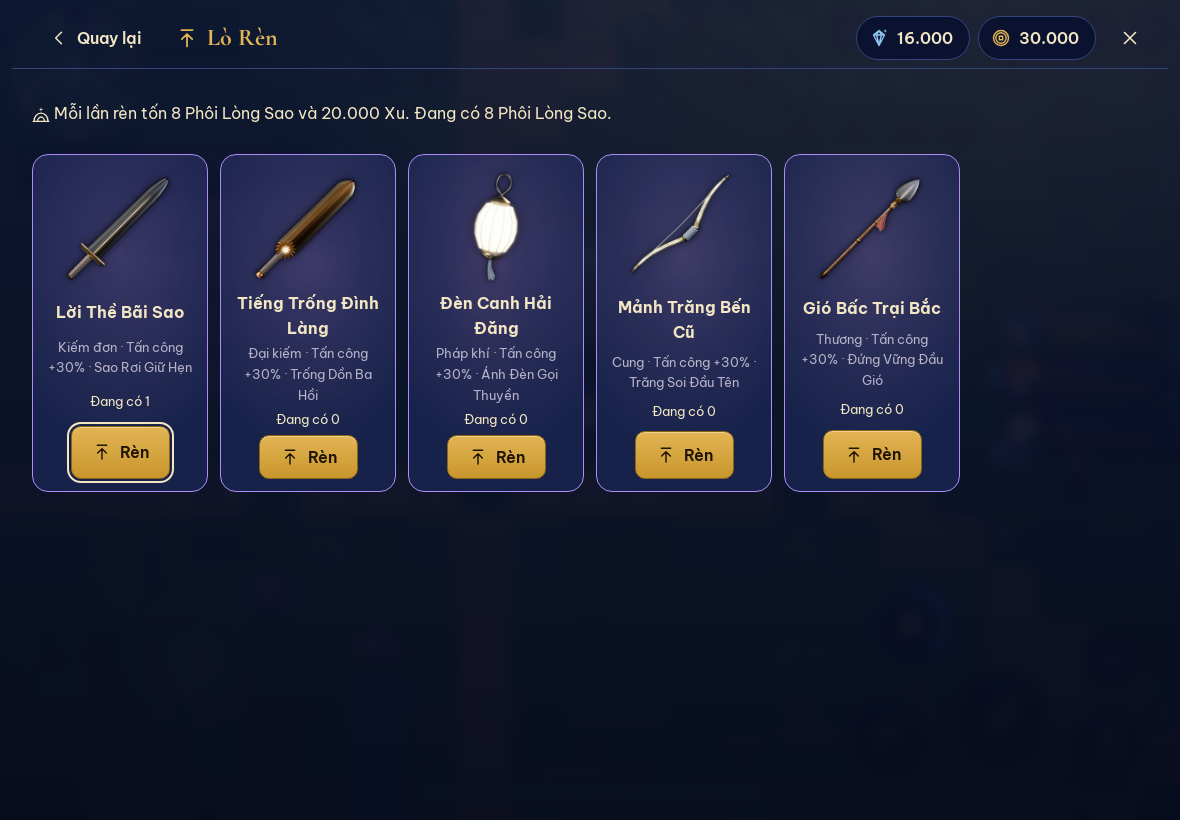 Quay lại
Lò Rèn
16.000
30.000
Mỗi lần rèn tốn 8 Phôi Lòng Sao và 20.000 Xu. Đang có 8 Phôi Lòng Sao.
Lời Thề Bãi Sao
Kiếm đơn · Tấn công
+30% · Sao Rơi Giữ Hẹn
Đang có 1
Rèn
Tiếng Trống Đình
Làng
Đại kiếm · Tấn công
+30% · Trống Dồn Ba
Hồi
Đang có 0
Rèn
Đèn Canh Hải
Đăng
Pháp khí · Tấn công
+30% · Ánh Đèn Gọi
Thuyền
Đang có 0
Rèn
Mảnh Trăng Bến
Cũ
Cung · Tấn công +30% ·
Trăng Soi Đầu Tên
Đang có 0
Rèn
Gió Bấc Trại Bắc
Thương · Tấn công
+30% · Đứng Vững Đầu
Gió
Đang có 0
Rèn